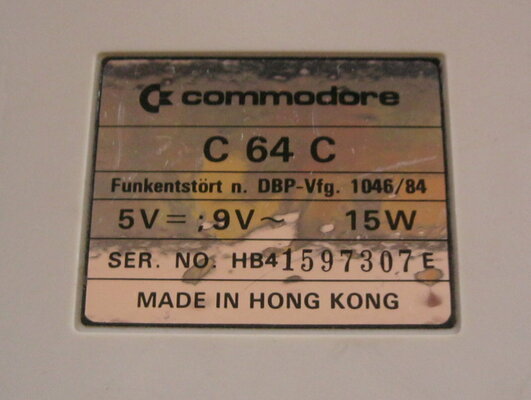 commodore
C 64 C
Funkentstört n. DBP-Vfg. 1046/84
5V= ;9V~ 15W
SER. NO. HB41597307E
MADE IN HONG KONG